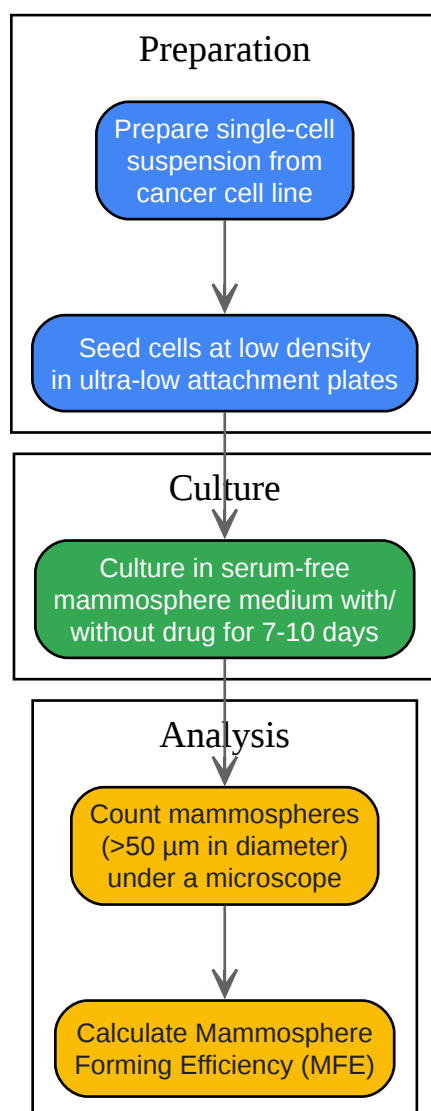 Preparation
Prepare single-cell
suspension from
cancer cell line
Seed cells at low density
in ultra-low attachment plates
Culture
Culture in serum-free
mammosphere medium with/
without drug for 7-10 days
Analysis
Count mammospheres
(>50 µm in diameter)
under a microscope
Calculate Mammosphere
Forming Efficiency (MFE)